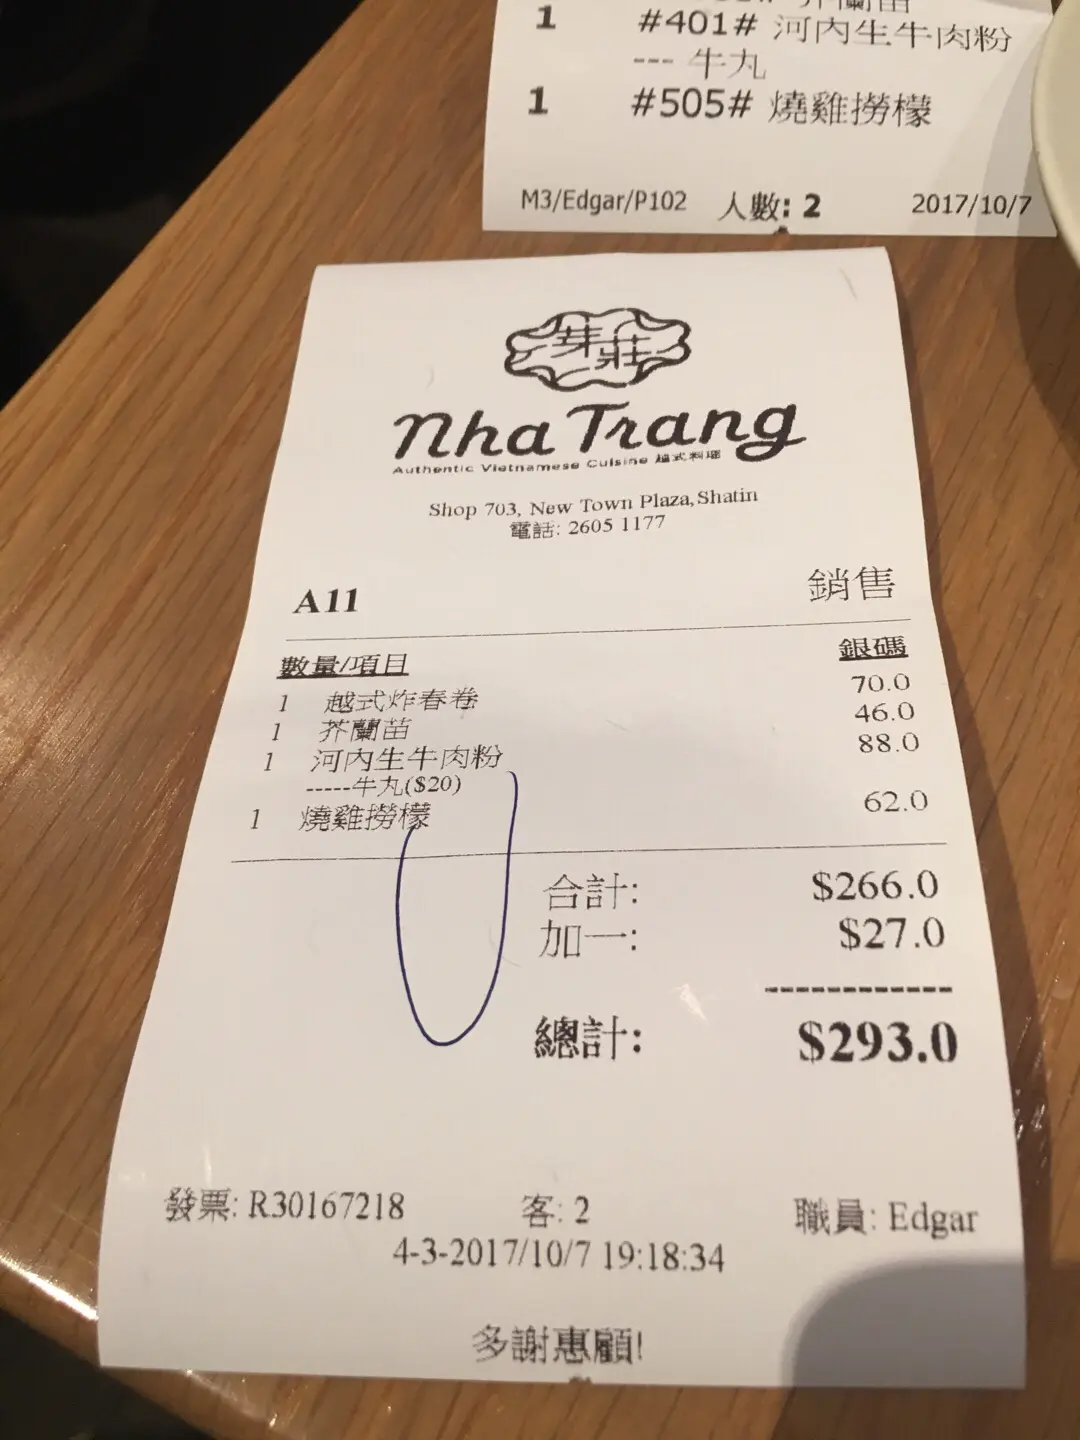 芥蘭苗
1 #401# 河內生牛肉粉
--- 牛丸
1 #505# 燒雞撈檬
M3/Edgar/P102 人數: 2 2017/10/7
芽莊
Nha Trang
Authentic Vietnamese Cuisine 越式料理
Shop 703, New Town Plaza, Shatin
電話: 2605 1177
A11 銷售
數量/項目 銀碼
1 越式炸春卷 70.0
1 芥蘭苗 46.0
1 河內生牛肉粉 88.0
-----牛丸($20)
1 燒雞撈檬 62.0
合計: $266.0
加一: $27.0
------------
總計: $293.0
發票: R30167218 客: 2 職員: Edgar
4-3-2017/10/7 19:18:34
多謝惠顧!